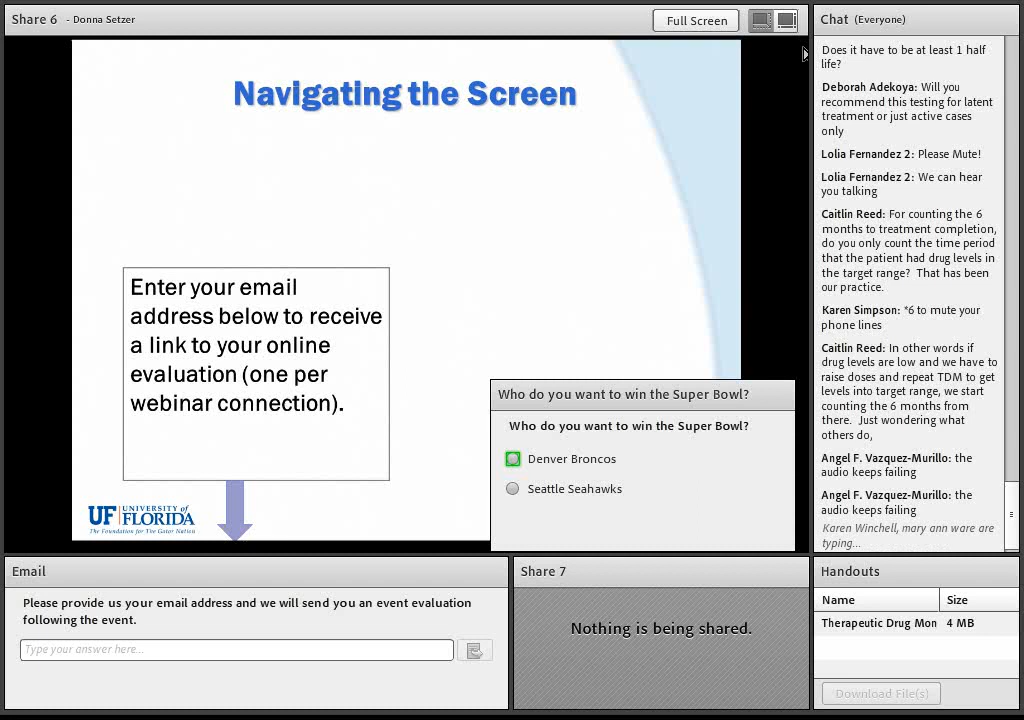 Share 6 - Donna Setzer
Full Screen
Navigating the Screen
Enter your email
address below to receive
a link to your online
evaluation (one per
webinar connection).
UF UNIVERSITY of
FLORIDA
The Foundation for The Gator Nation
Who do you want to win the Super Bowl?
Who do you want to win the Super Bowl?
Denver Broncos
Seattle Seahawks
Chat (Everyone)
Does it have to be at least 1 half
life?
Deborah Adekoya: Will you
recommend this testing for latent
treatment or just active cases
only
Lolia Fernandez 2: Please Mute!
Lolia Fernandez 2: We can hear
you talking
Caitlin Reed: For counting the 6
months to treatment completion,
do you only count the time period
that the patient had drug levels in
the target range? That has been
our practice.
Karen Simpson: *6 to mute your
phone lines
Caitlin Reed: In other words if
drug levels are low and we have to
raise doses and repeat TDM to get
levels into target range, we start
counting the 6 months from
there. Just wondering what
others do,
Angel F. Vazquez-Murillo: the
audio keeps failing
Angel F. Vazquez-Murillo: the
audio keeps failing
Karen Winchell, mary ann ware are
typing...
Email
Please provide us your email address and we will send you an event evaluation
following the event.
Type your answer here...
Share 7
Nothing is being shared.
Handouts
Name Size
Therapeutic Drug Mon 4 MB
Download File(s)